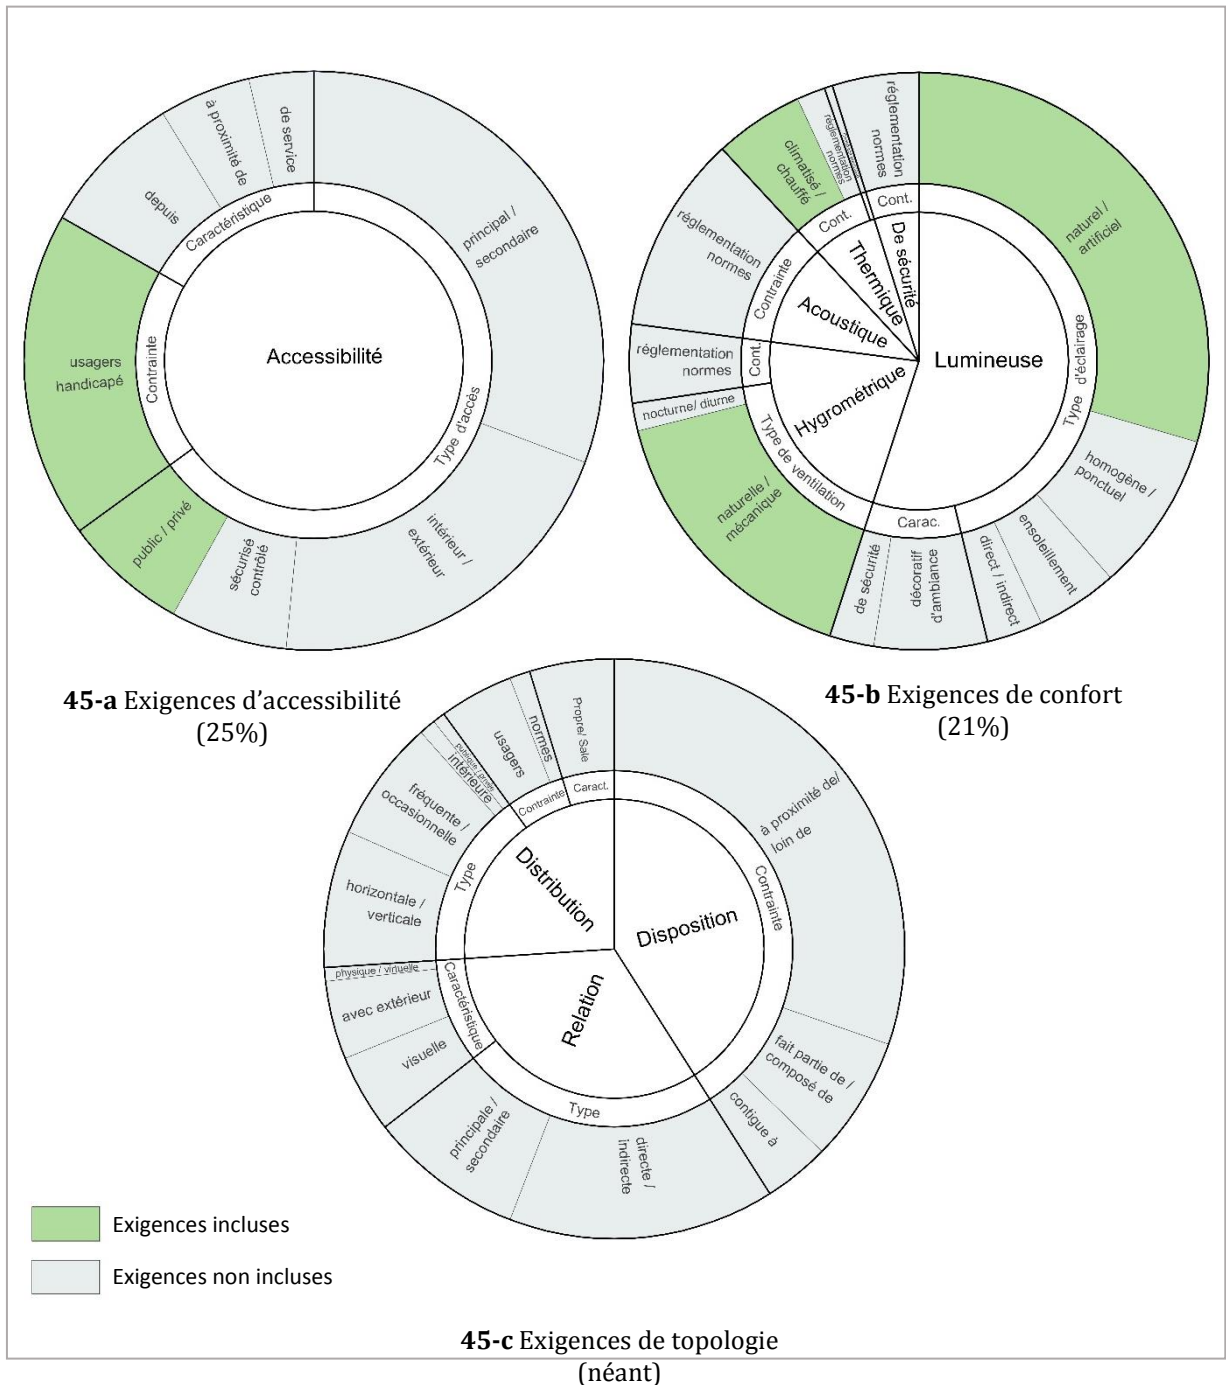 de service
à proximité de
depuis
Caractéristique
principal /
secondaire
Accessibilité
Contrainte
usagers
handicapé
Type d'accès
public / privé
sécurisé
contrôlé
intérieur /
extérieur
45-a Exigences d'accessibilité
(25%)
réglementation
normes
réglementation
normes
climatisé /
chauffé
Cont.
Cont.
naturel /
artificiel
réglementation
normes
Contrainte
De sécurité
Thermique
Acoustique
Lumineuse
Hygrométrique
réglementation
normes
Cont.
nocturne/ diurne
Type de ventilation
naturelle /
mécanique
Type d'éclairage
homogène /
ponctuel
ensoleillement
direct / indirect
Carac.
décoratif
d'ambiance
de sécurité
45-b Exigences de confort
(21%)
Propre/ Sale
normes
usagers
publique / privée
intérieure
fréquente /
occasionnelle
horizontale /
verticale
Type
Contrainte
Caract.
à proximité de/
loin de
Contrainte
Distribution
Disposition
Relation
physique / virtuelle
avec extérieur
visuelle
Caractéristique
Type
principale /
secondaire
directe /
indirecte
contigue à
fait partie de /
composé de
Exigences incluses
Exigences non incluses
45-c Exigences de topologie
(néant)